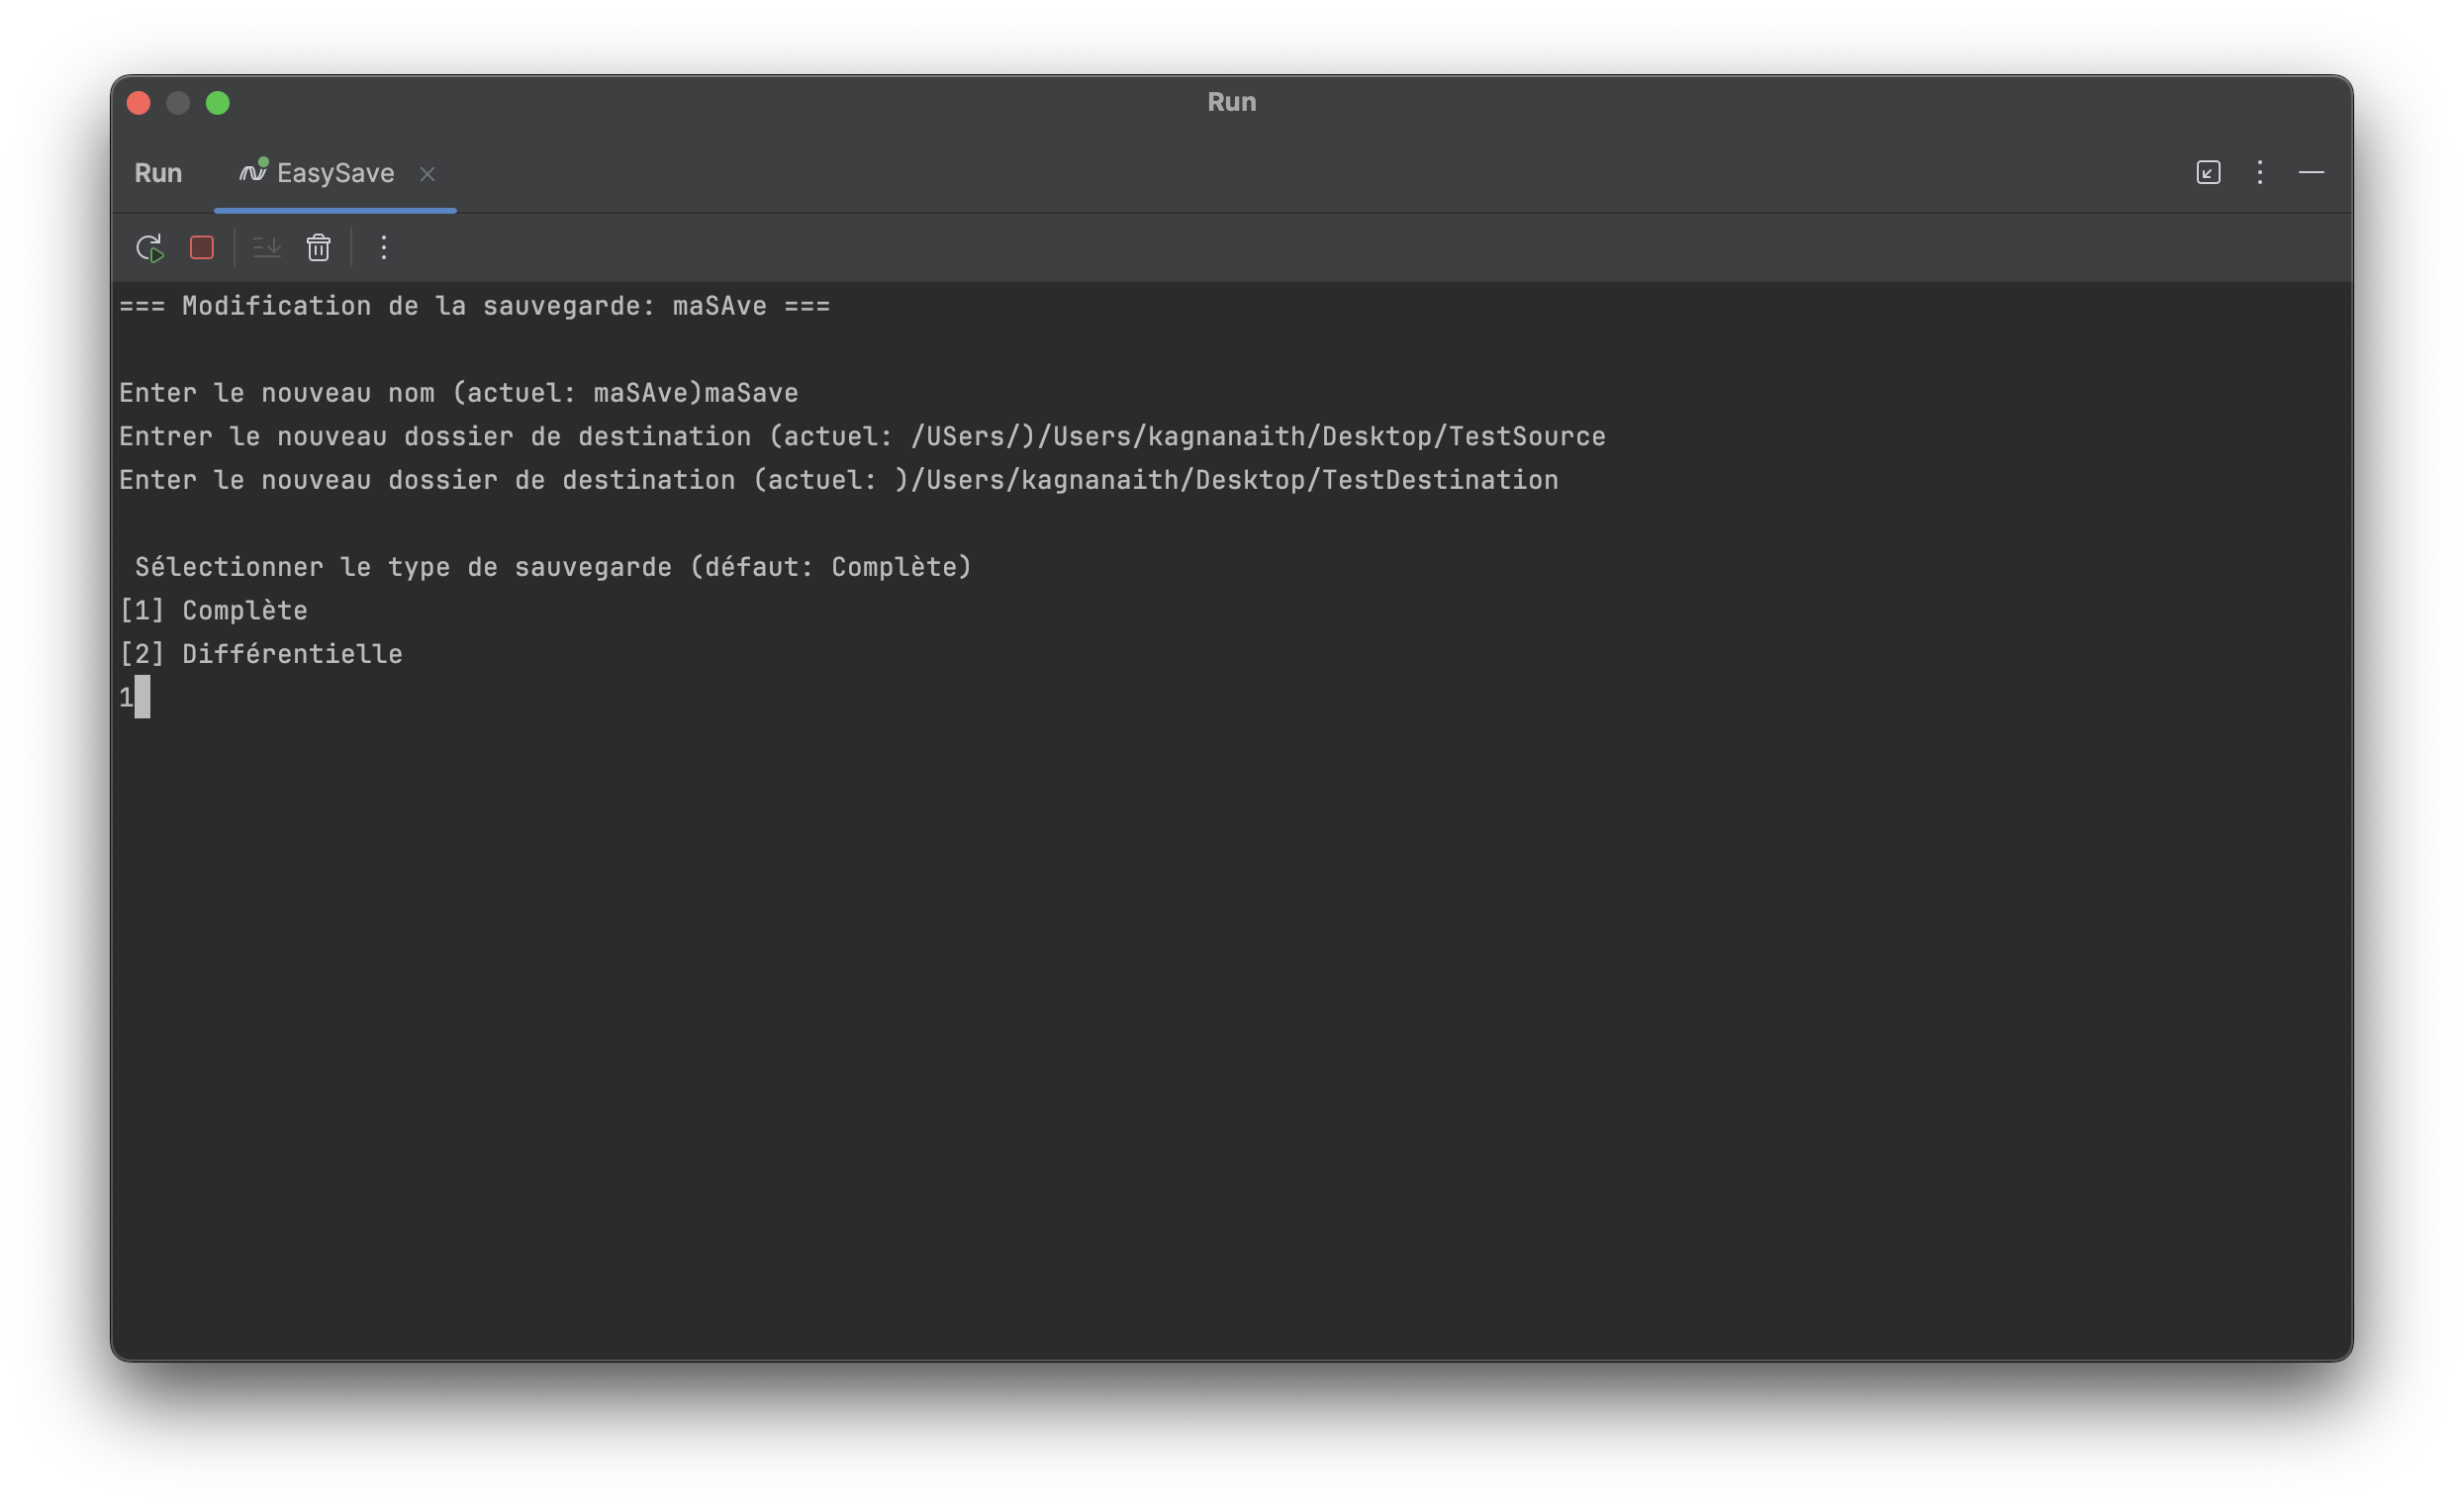 Run
Run EasySave
=== Modification de la sauvegarde: maSAve ===
Enter le nouveau nom (actuel: maSAve)maSave
Entrer le nouveau dossier de destination (actuel: /USers/)/Users/kagnanaith/Desktop/TestSource
Enter le nouveau dossier de destination (actuel: )/Users/kagnanaith/Desktop/TestDestination
Sélectionner le type de sauvegarde (défaut: Complète)
[1] Complète
[2] Différentielle
1